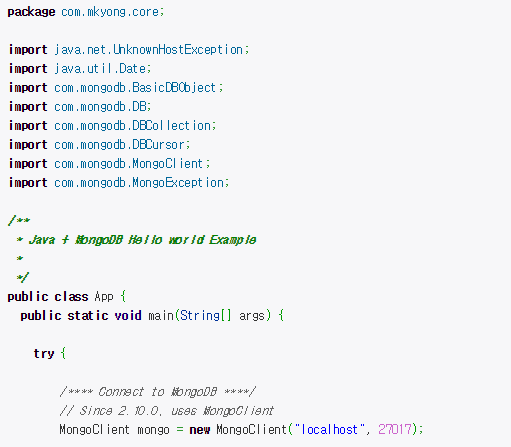 package com.mkyong.core;
import java.net.UnknownHostException;
import java.util.Date;
import com.mongodb.BasicDBObject;
import com.mongodb.DB;
import com.mongodb.DBCollection;
import com.mongodb.DBCursor;
import com.mongodb.MongoClient;
import com.mongodb.MongoException;
/**
* Java + MongoDB Hello world Example
*
*/
public class App {
public static void main(String[] args) {
try {
/**** Connect to MongoDB ****/
// Since 2.10.0, uses MongoClient
MongoClient mongo = new MongoClient("localhost", 27017);